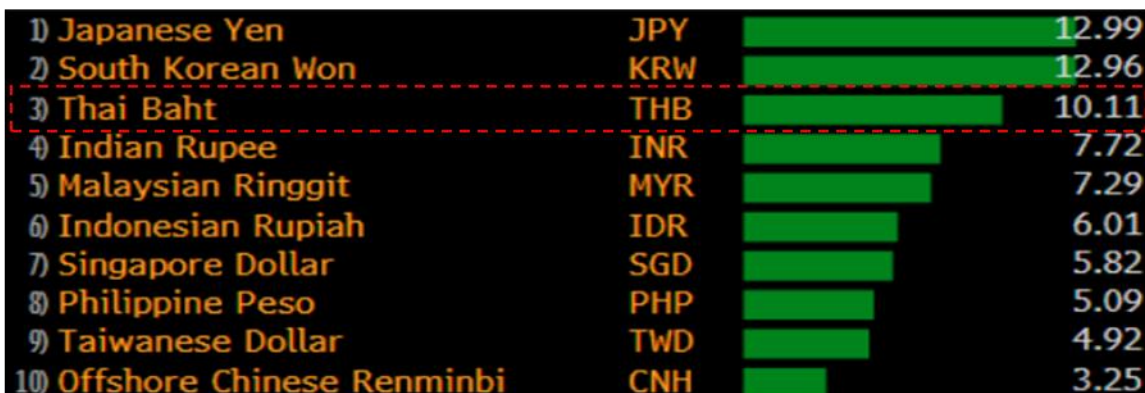 1) Japanese Yen JPY 12.99
2) South Korean Won KRW 12.96
3) Thai Baht THB 10.11
4) Indian Rupee INR 7.72
5) Malaysian Ringgit MYR 7.29
6) Indonesian Rupiah IDR 6.01
7) Singapore Dollar SGD 5.82
8) Philippine Peso PHP 5.09
9) Taiwanese Dollar TWD 4.92
10) Offshore Chinese Renminbi CNH 3.25